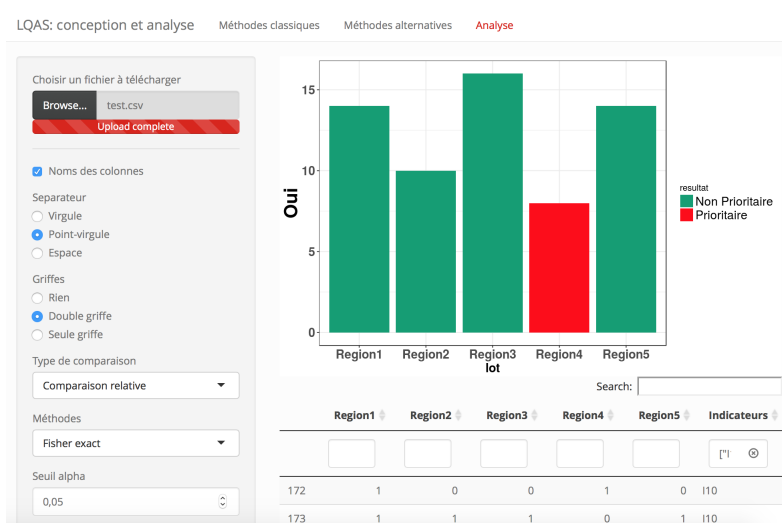 LQAS: conception et analyse Méthodes classiques Méthodes alternatives Analyse
Choisir un fichier à télécharger
Browse... test.csv
Upload complete
Noms des colonnes
Separateur
Virgule
Point-virgule
Espace
Griffes
Rien
Double griffe
Seule griffe
Type de comparaison
Comparaison relative
Méthodes
Fisher exact
Seuil alpha
0,05
15
10
5
0
Oui
Region1 Region2 Region3 Region4 Region5
lot
resultat
Non Prioritaire
Prioritaire
Search:
Region1 Region2 Region3 Region4 Region5 Indicateurs
["I
172 1 0 0 1 0 I10
173 1 1 1 0 1 I10